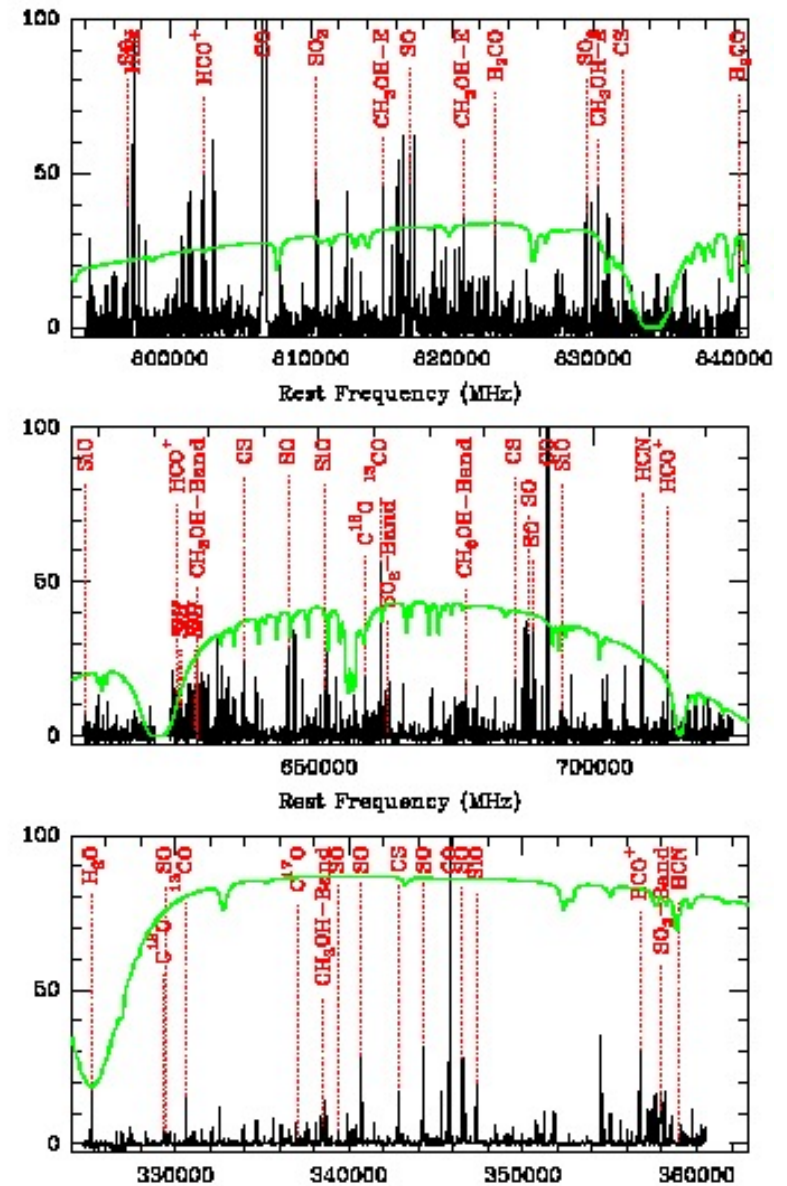 100
HCO⁺
CO
SO₂
CH₃OH-E
SO
CH₃OH-E
H₂CO
CH₃OH-E
CS
H₂CO
50
0
800000 810000 820000 830000 840000
Rest Frequency (MHz)
100
SiO
HCO⁺
CH₃OH-Band
CS
SO
SiO
C¹⁸O
¹³CO
SO₂-Band
CH₃OH-Band
CS
SO
SO
CO
SiO
HCN
HCO⁺
50
0
650000 700000
Rest Frequency (MHz)
100
H₂O
SO
C¹⁸O
¹³CO
C¹⁷O
CH₃OH-Band
SO
SO
CS
SO
CO
SO
SiO
HCO⁺
SO₂-Band
HCN
50
0
330000 340000 350000 360000